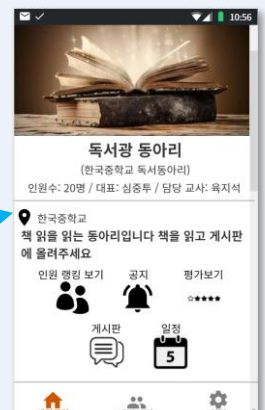 10:56
독서광 동아리
(한국중학교 독서동아리)
인원수: 20명 / 대표: 심중투 / 담당 교사: 육지석
한국중학교
책 읽을 읽는 동아리입니다 책을 읽고 게시판
에 올려주세요
인원 랭킹 보기 공지 평가보기
게시판 일정
5